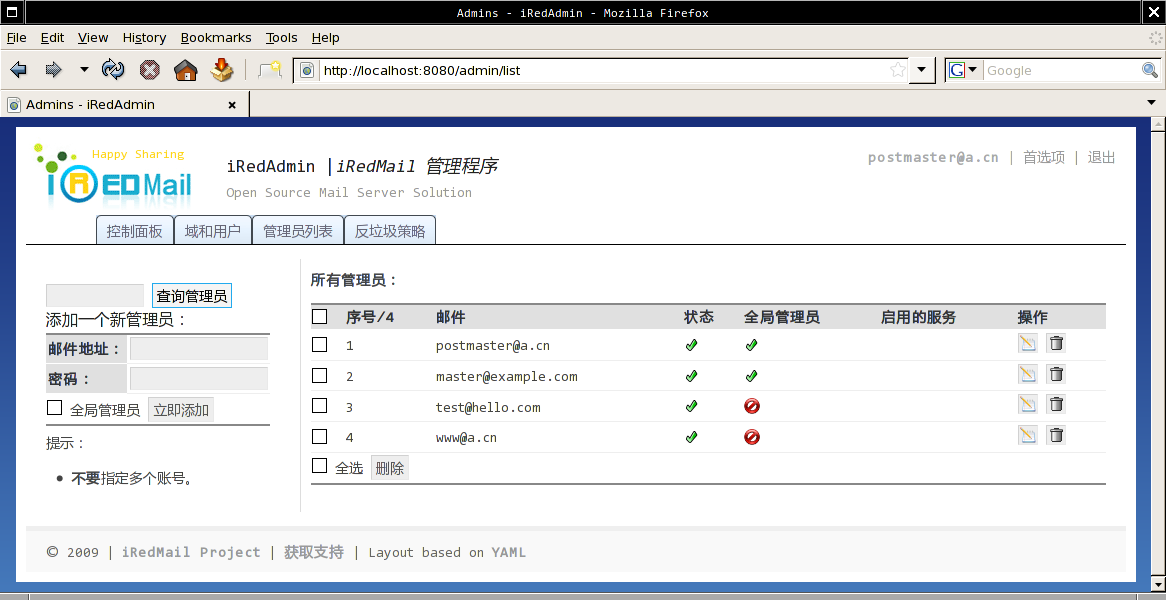 Admins - iRedAdmin - Mozilla Firefox
File Edit View History Bookmarks Tools Help
http://localhost:8080/admin/list
G Google
Admins - iRedAdmin
Happy Sharing
iREDMail
iRedAdmin | iRedMail 管理程序
Open Source Mail Server Solution
postmaster@a.cn | 首选项 | 退出
控制面板 域和用户 管理员列表 反垃圾策略
查询管理员
添加一个新管理员：
邮件地址：
密码：
全局管理员 立即添加
提示：
• 不要指定多个账号。
所有管理员：
序号/4 邮件 状态 全局管理员 启用的服务 操作
1 postmaster@a.cn
2 master@example.com
3 test@hello.com
4 www@a.cn
全选 删除
© 2009 | iRedMail Project | 获取支持 | Layout based on YAML